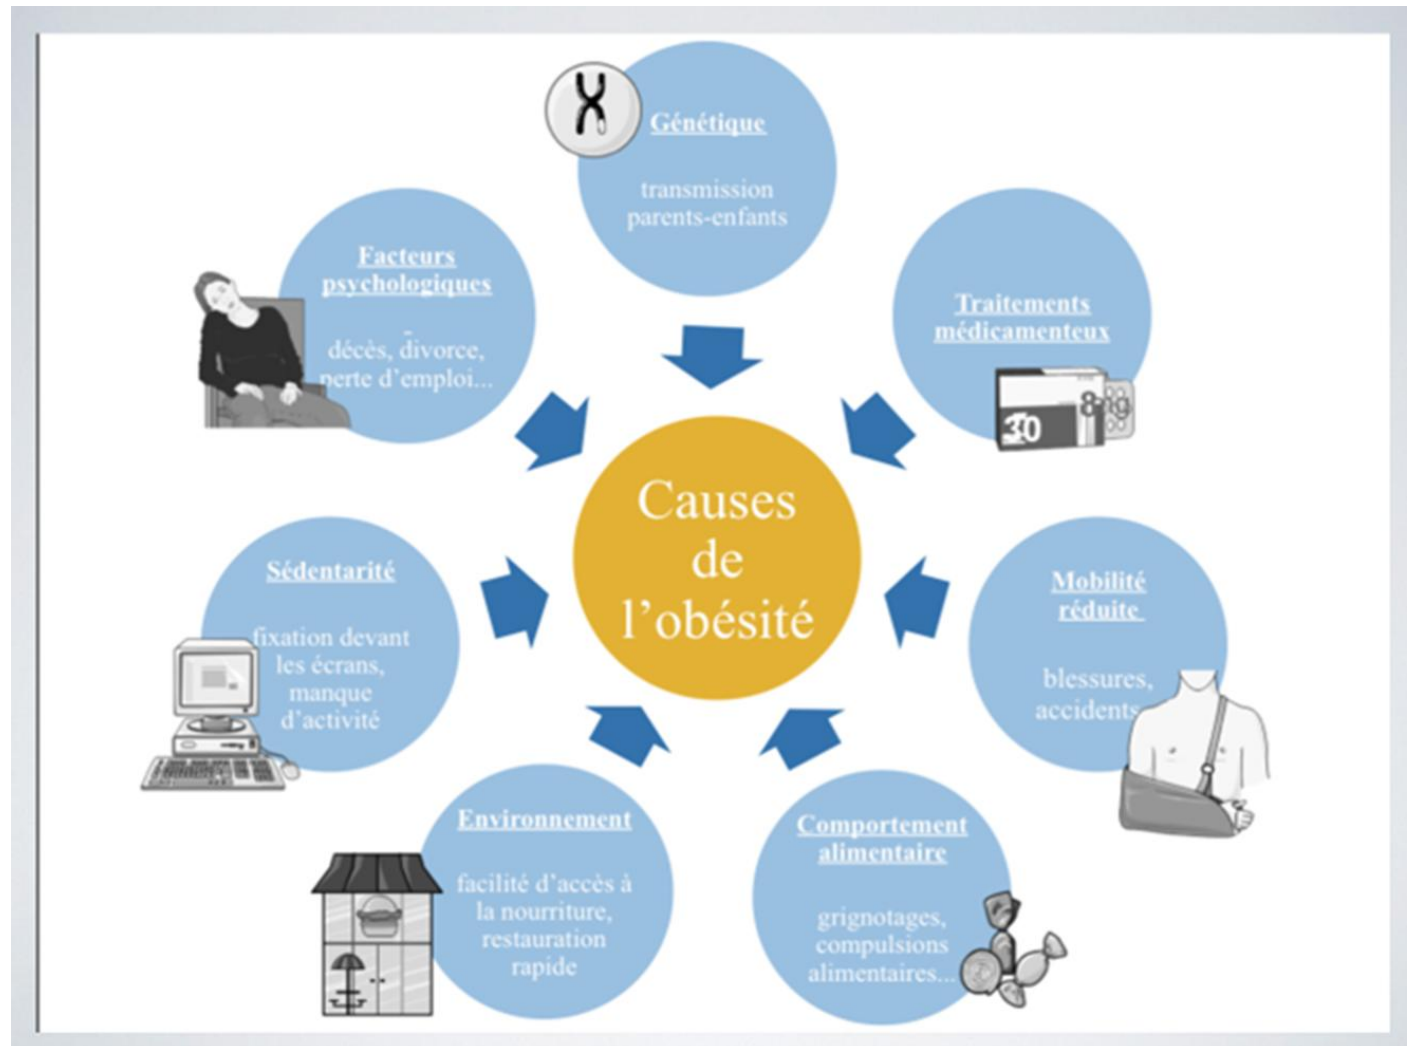 Génétique
transmission
parents-enfants
Facteurs
psychologiques
décès, divorce,
perte d’emploi...
Traitements
médicamenteux
30
8mg
Causes
de
l’obésité
Sédentarité
fixation devant
les écrans,
manque
d’activité
Mobilité
réduite
blessures,
accidents
Environnement
facilité d’accès à
la nourriture,
restauration
rapide
Comportement
alimentaire
grignotages,
compulsions
alimentaires...